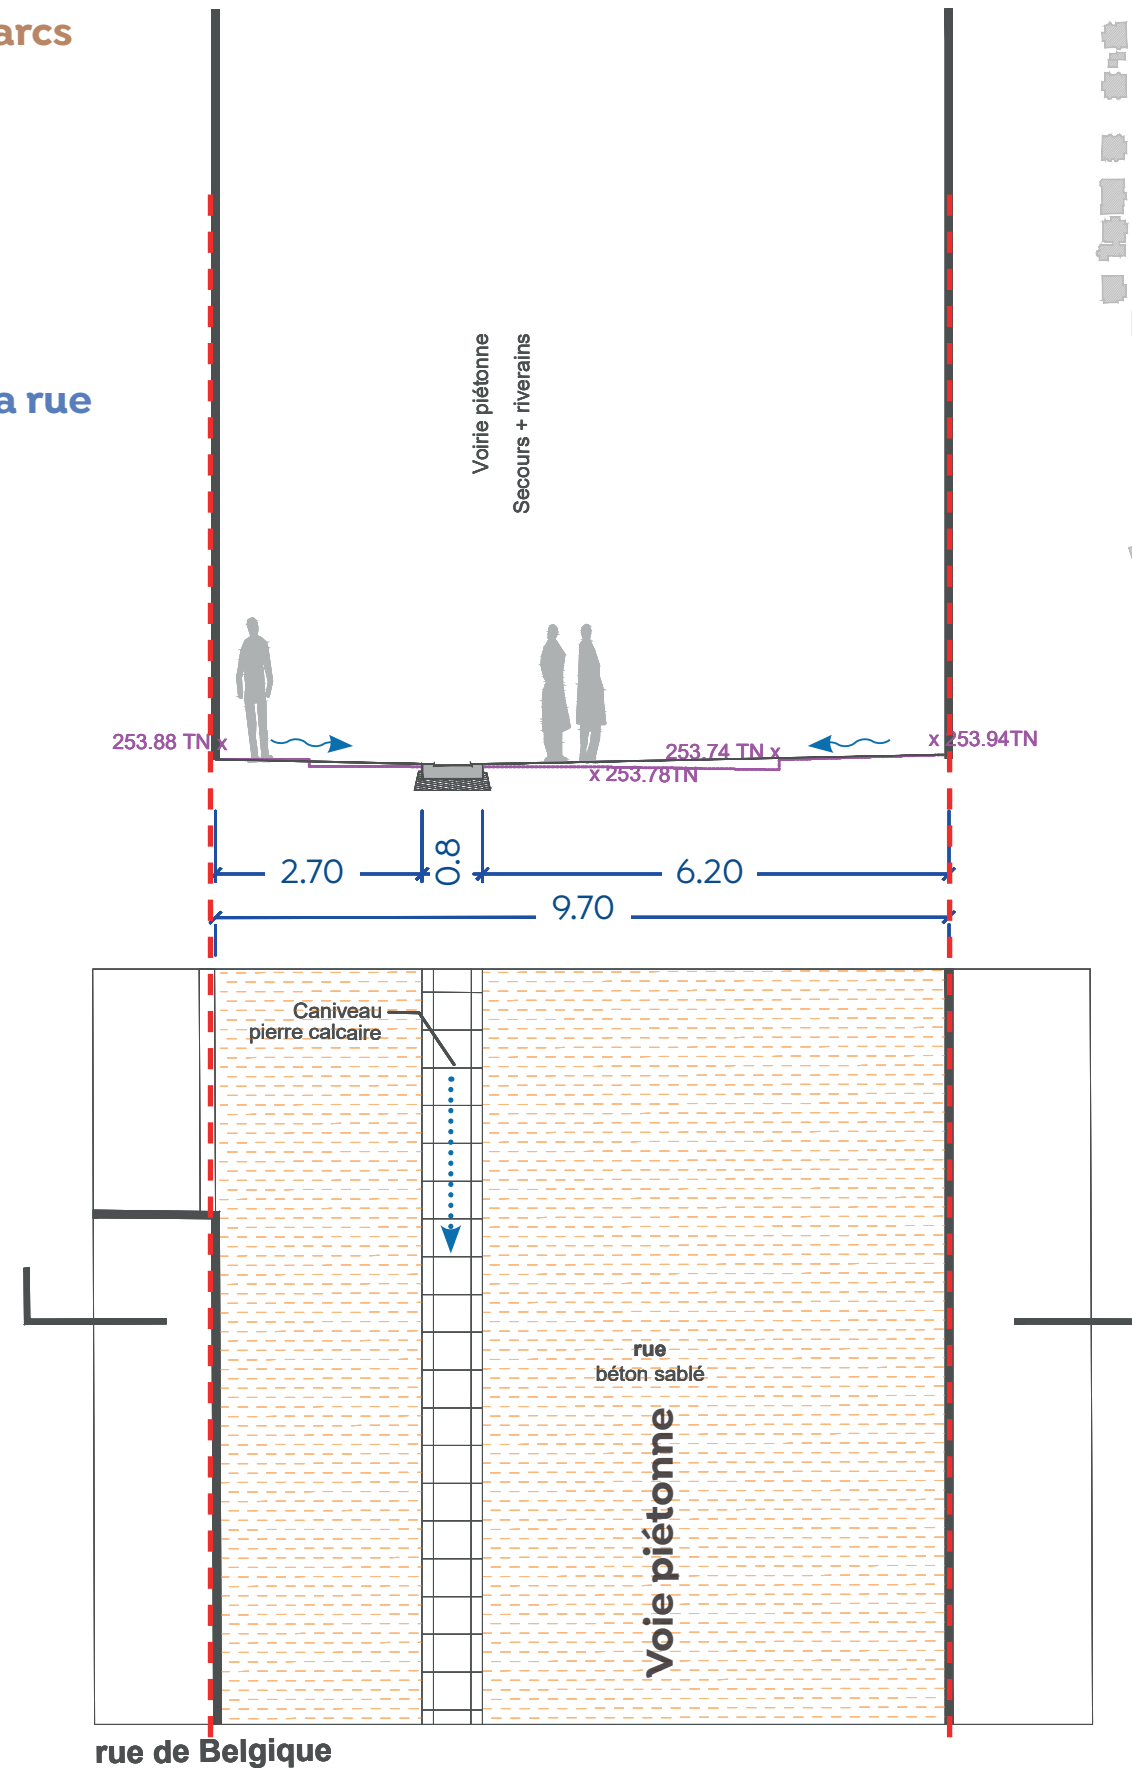 arcs
a rue
Voirie piétonne
Secours + riverains
253.88 TN x
253.74 TN x
x 253.94TN
x 253.78TN
2.70
0.8
6.20
9.70
Caniveau
pierre calcaire
rue
béton sablé
Voie piétonne
rue de Belgique